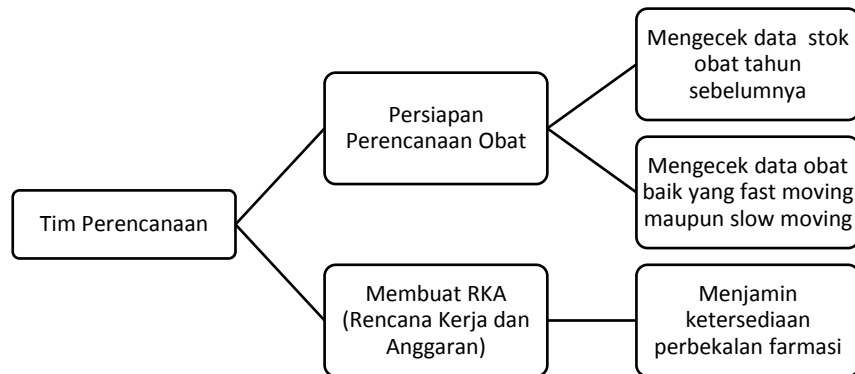 Mengecek data stok
obat tahun
sebelumnya
Persiapan
Perencanaan Obat
Mengecek data obat
baik yang fast moving
maupun slow moving
Tim Perencanaan
Membuat RKA
(Rencana Kerja dan
Anggaran)
Menjamin
ketersediaan
perbekalan farmasi